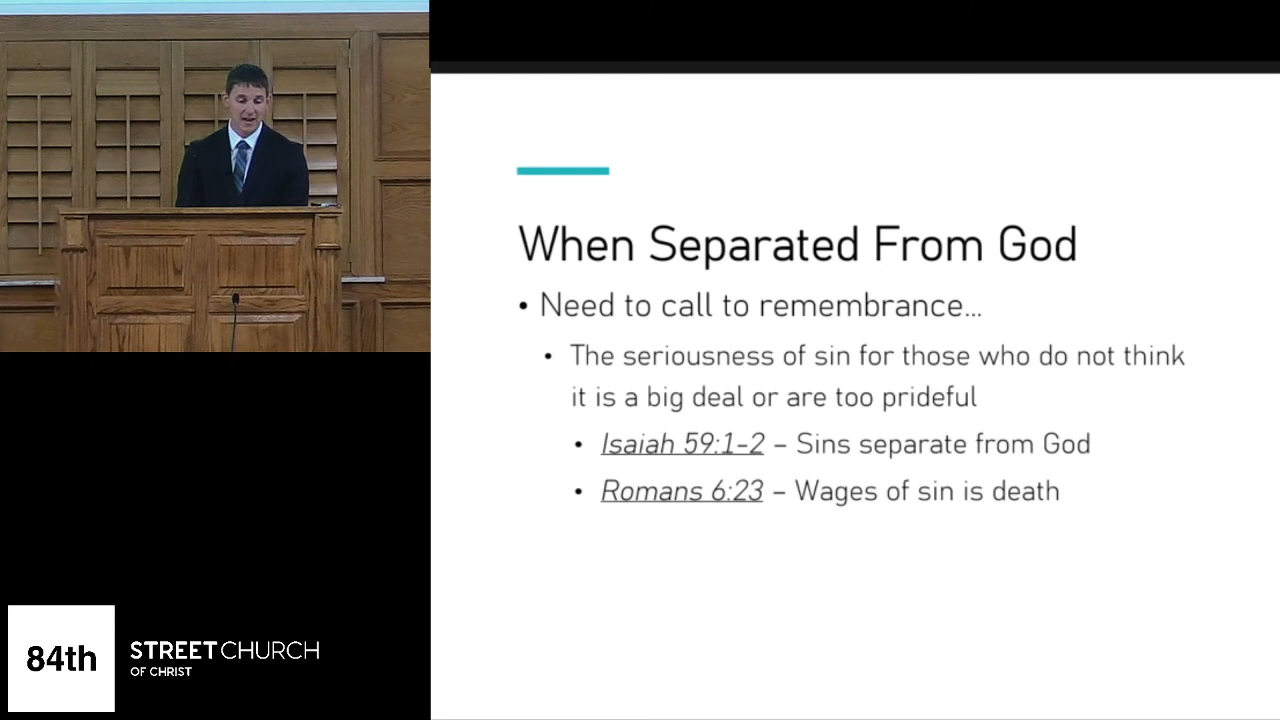 When Separated From God
• Need to call to remembrance...
• The seriousness of sin for those who do not think
it is a big deal or are too prideful
• Isaiah 59:1-2 – Sins separate from God
• Romans 6:23 – Wages of sin is death
84th
STREET CHURCH
OF CHRIST